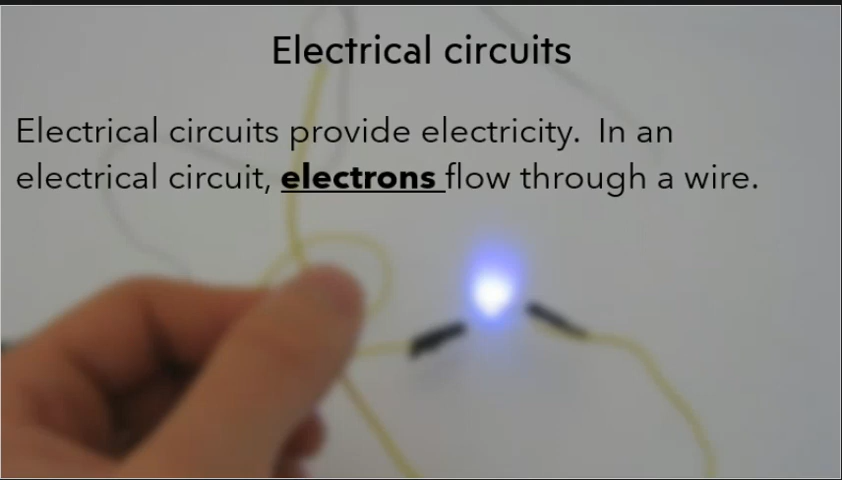 Electrical circuits
Electrical circuits provide electricity.  In an
electrical circuit, electrons flow through a wire.